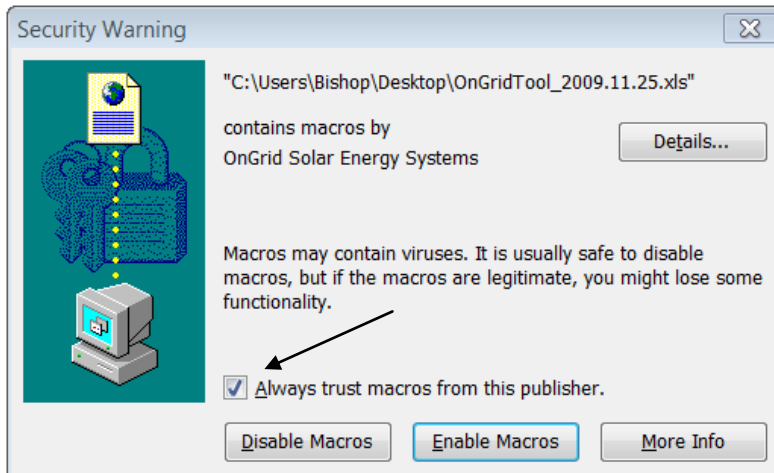 Security Warning
"C:\Users\Bishop\Desktop\OnGridTool_2009.11.25.xls"
contains macros by
OnGrid Solar Energy Systems
Details...
Macros may contain viruses. It is usually safe to disable
macros, but if the macros are legitimate, you might lose some
functionality.
Always trust macros from this publisher.
Disable Macros
Enable Macros
More Info